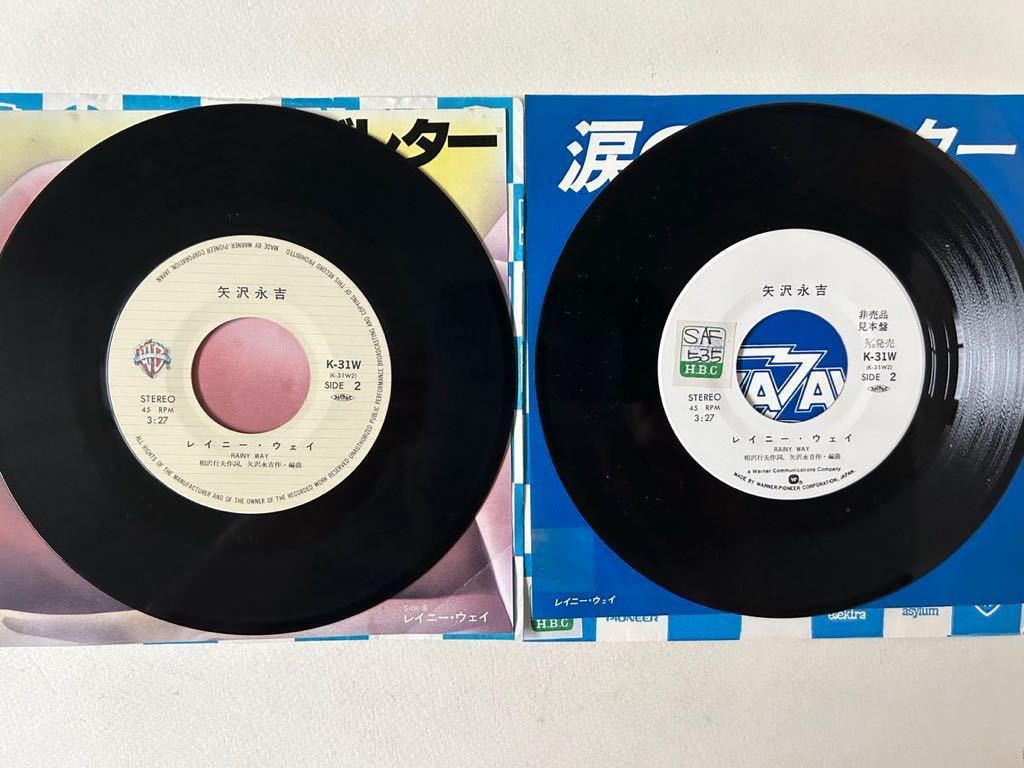 レター
矢沢永吉
K-31W
(K-31W2)
SIDE 2
STEREO
45 RPM
3:27
レイニー・ウェイ
RAINY WAY
相沢行夫作詞, 矢沢永吉作・編曲
ALL RIGHTS OF THE MANUFACTURER AND OF THE OWNER OF THE RECORDED WORK RESERVED UNAUTHORIZED PUBLIC PERFORMANCE BROADCASTING AND COPYING OF THIS RECORD PROHIBITED
MADE BY WARNER-PIONEER CORPORATION, JAPAN
Side B
レイニー・ウェイ
涙の
ター
矢沢永吉
非売品
見本盤
5/10発売
K-31W
(K-31W2)
SIDE 2
SAF
E35
H.B.C
STEREO
45 RPM
3:27
レイニー・ウェイ
RAINY WAY
相沢行夫作詞, 矢沢永吉作・編曲
a Warner Communications Company
MADE BY WARNER-PIONEER CORPORATION, JAPAN.
レイニー・ウェイ
H.B.C
PIONEER
elektra
asylum